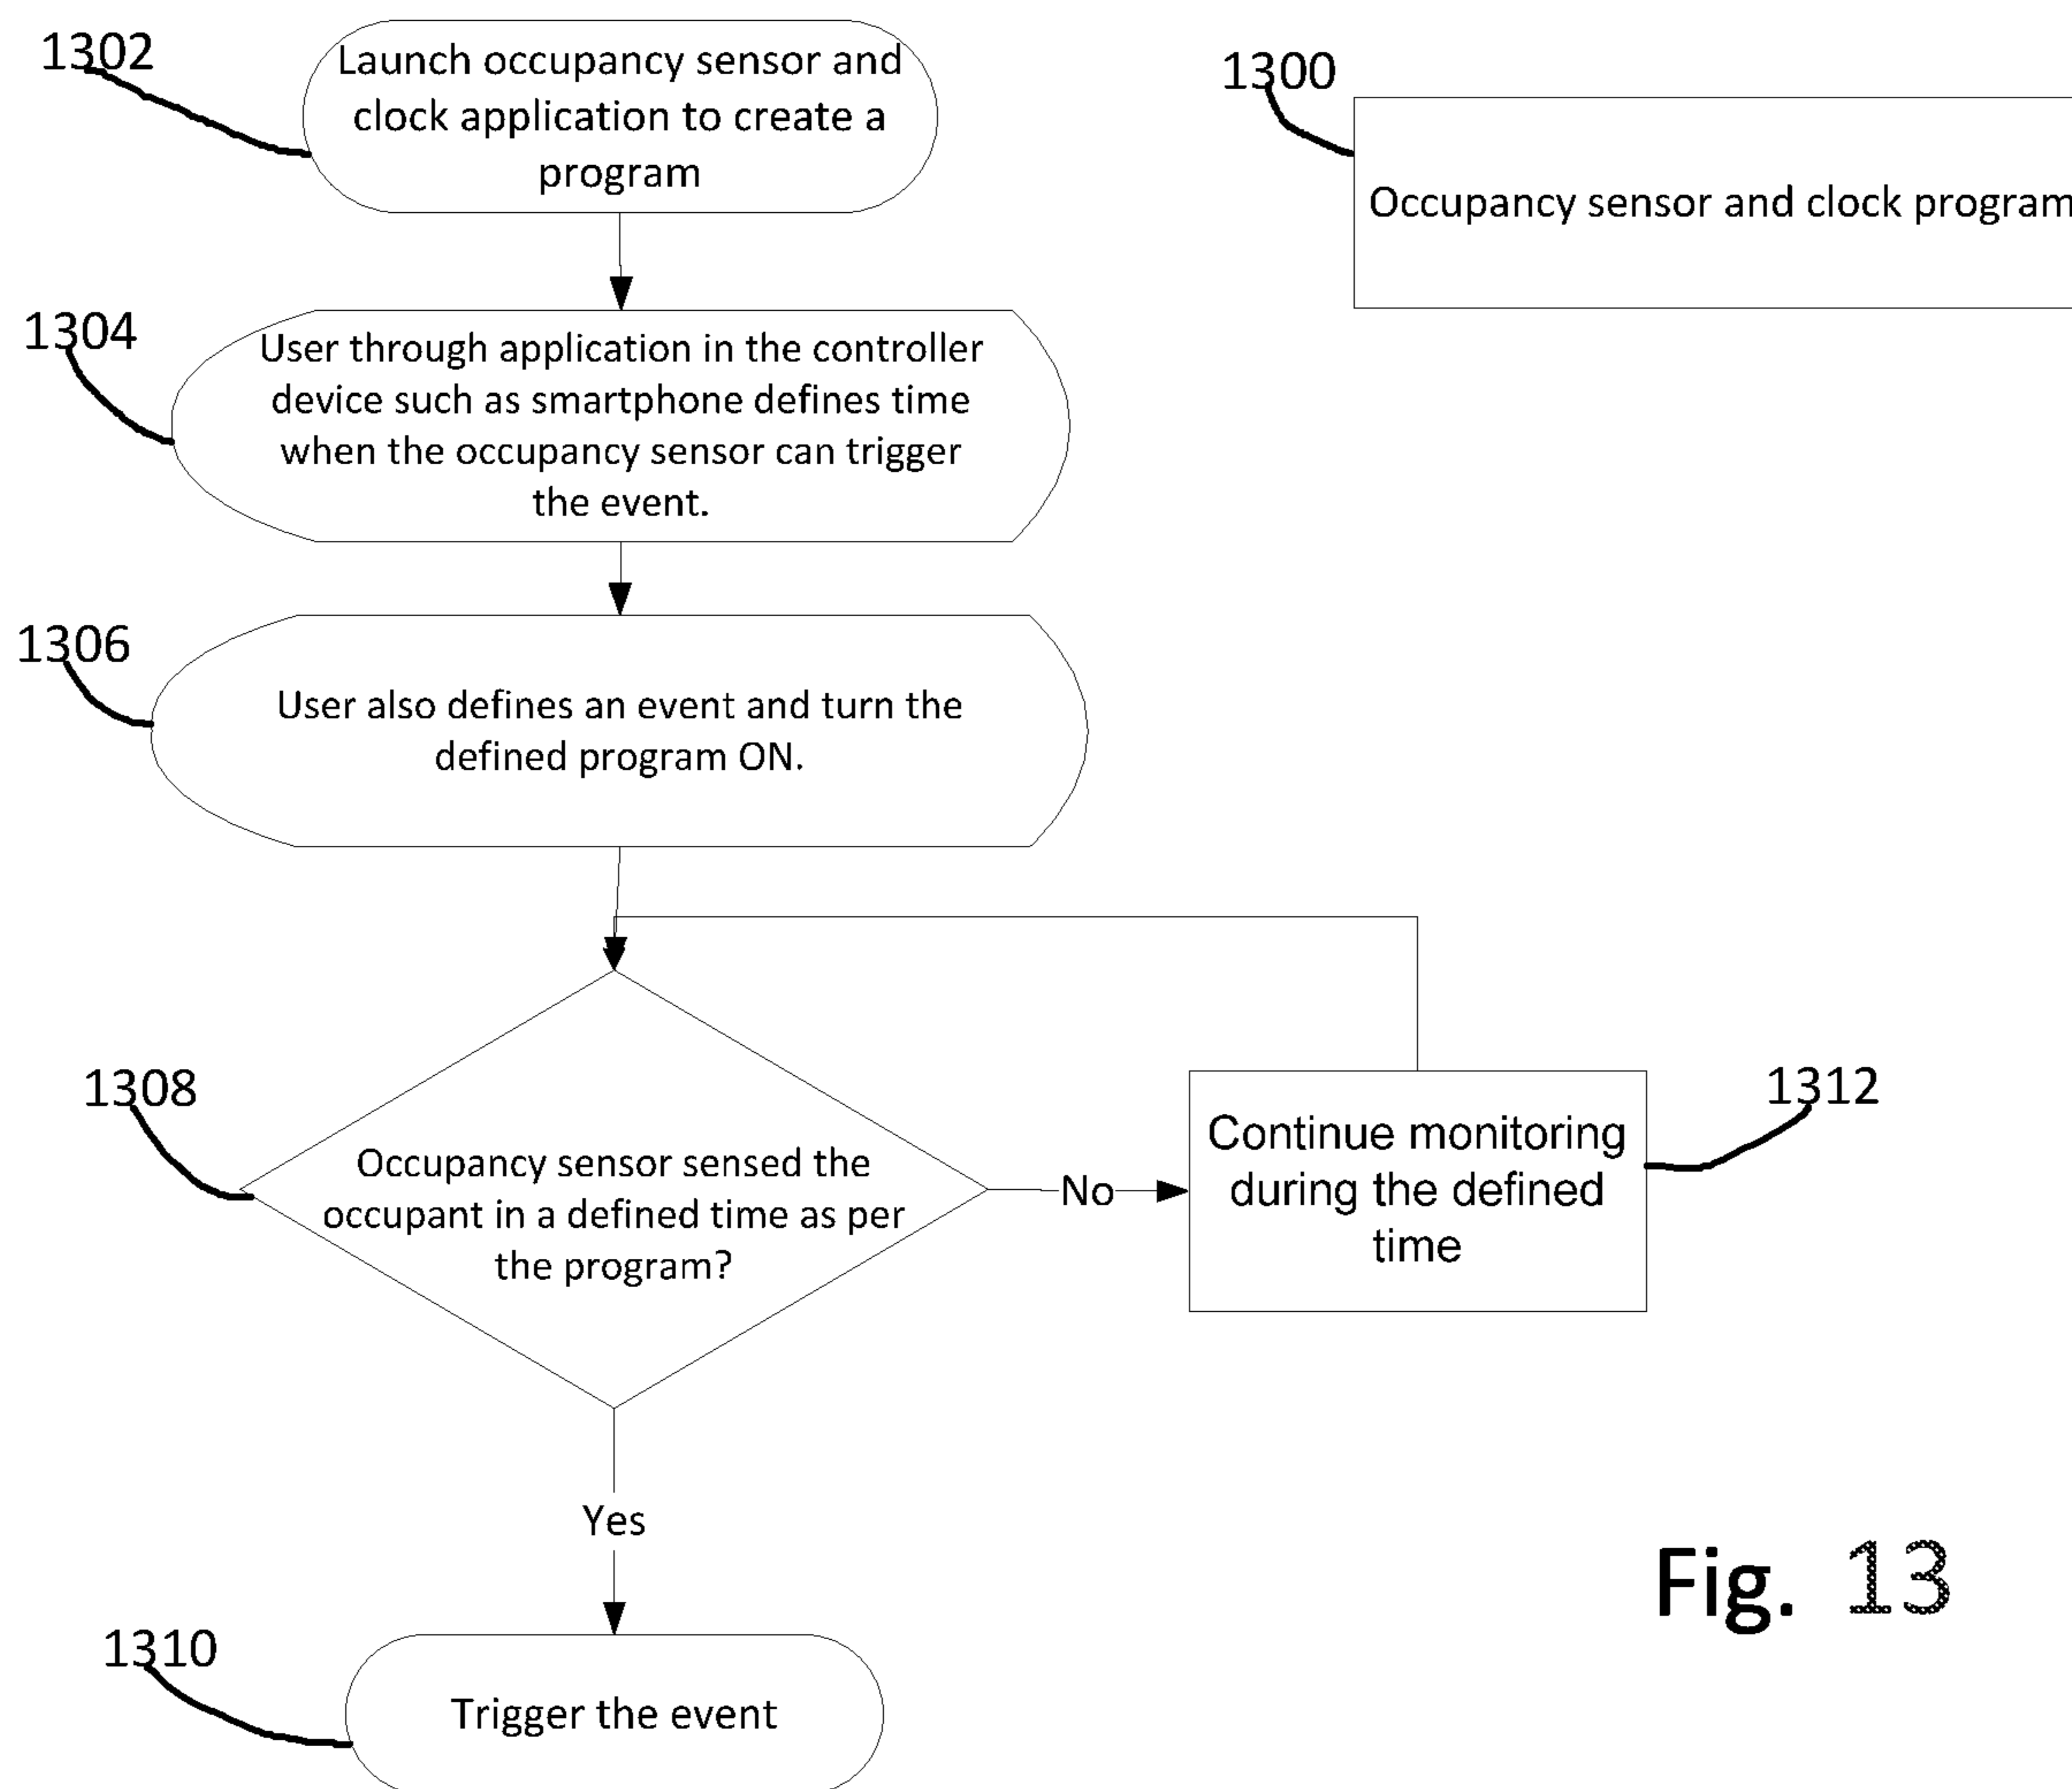 1302
Launch occupancy sensor and
clock application to create a
program
1300
Occupancy sensor and clock program
1304
User through application in the controller
device such as smartphone defines time
when the occupancy sensor can trigger
the event.
1306
User also defines an event and turn the
defined program ON.
1308
Occupancy sensor sensed the
occupant in a defined time as per
the program?
No
1312
Continue monitoring
during the defined
time
Yes
1310
Trigger the event
Fig. 13